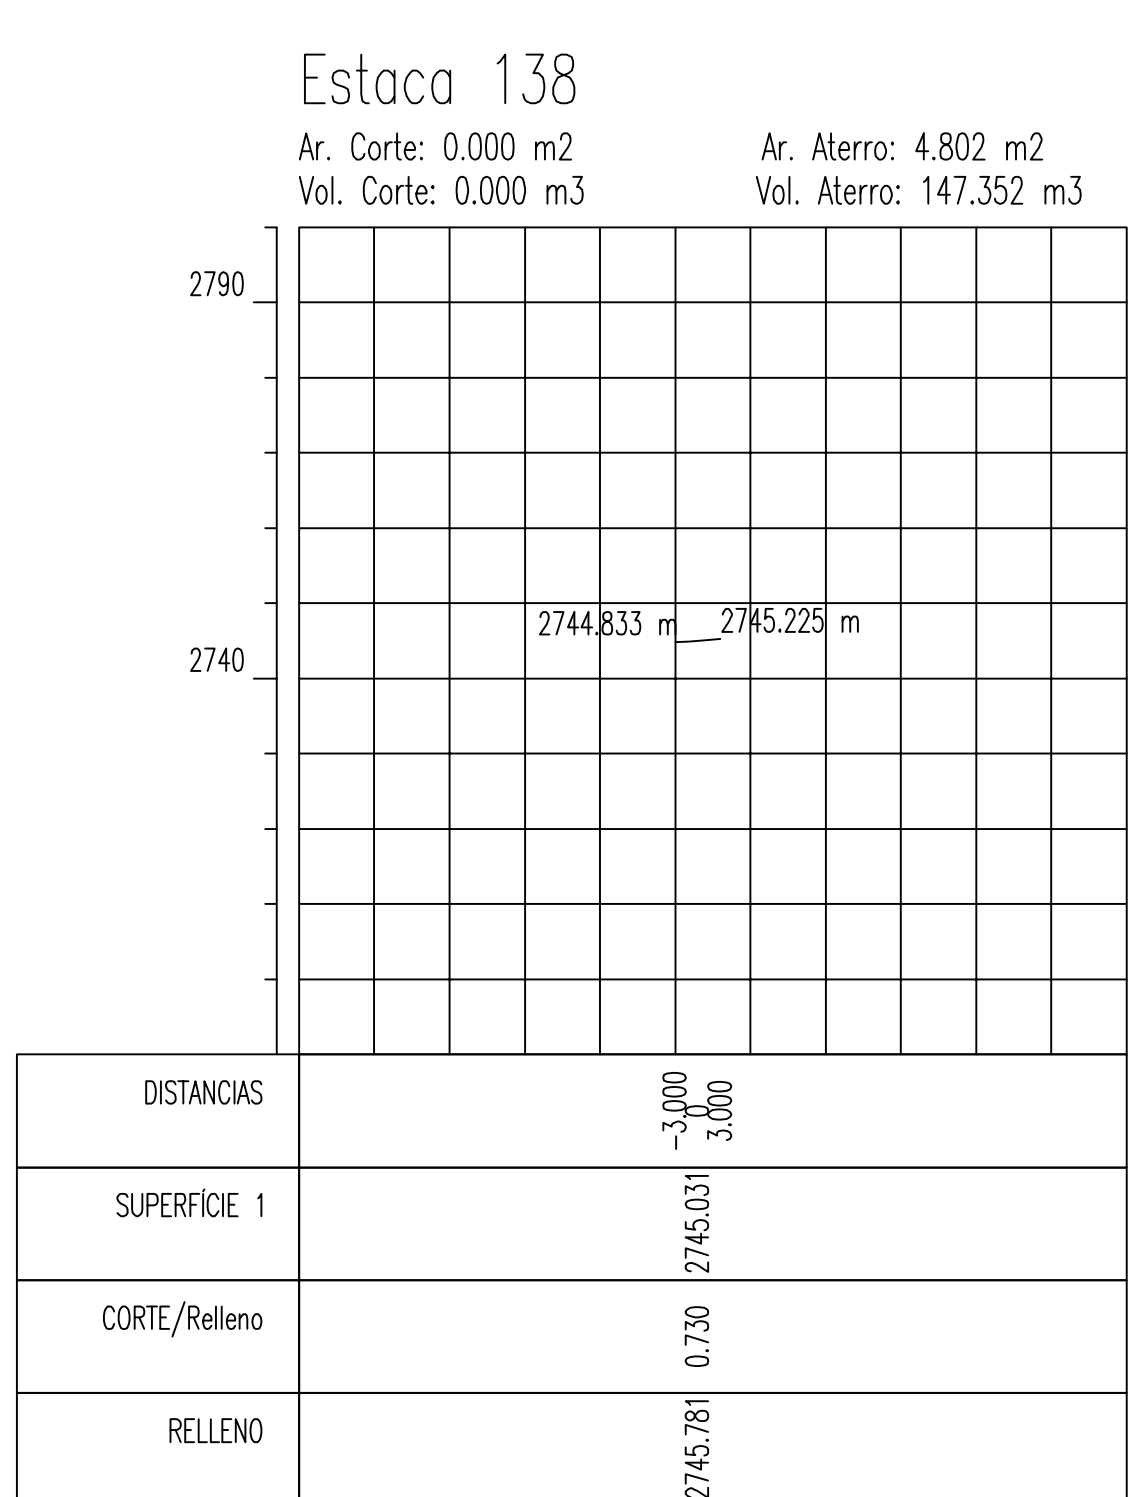 Estaca 138
Ar. Corte: 0.000 m2
Ar. Aterro: 4.802 m2
Vol. Corte: 0.000 m3
Vol. Aterro: 147.352 m3
2790
2744.833 m
2745.225 m
2740
DISTANCIAS
-3.000
0
3.000
SUPERFÍCIE 1
2745.031
CORTE/Relleno
0.730
RELLENO
2745.781